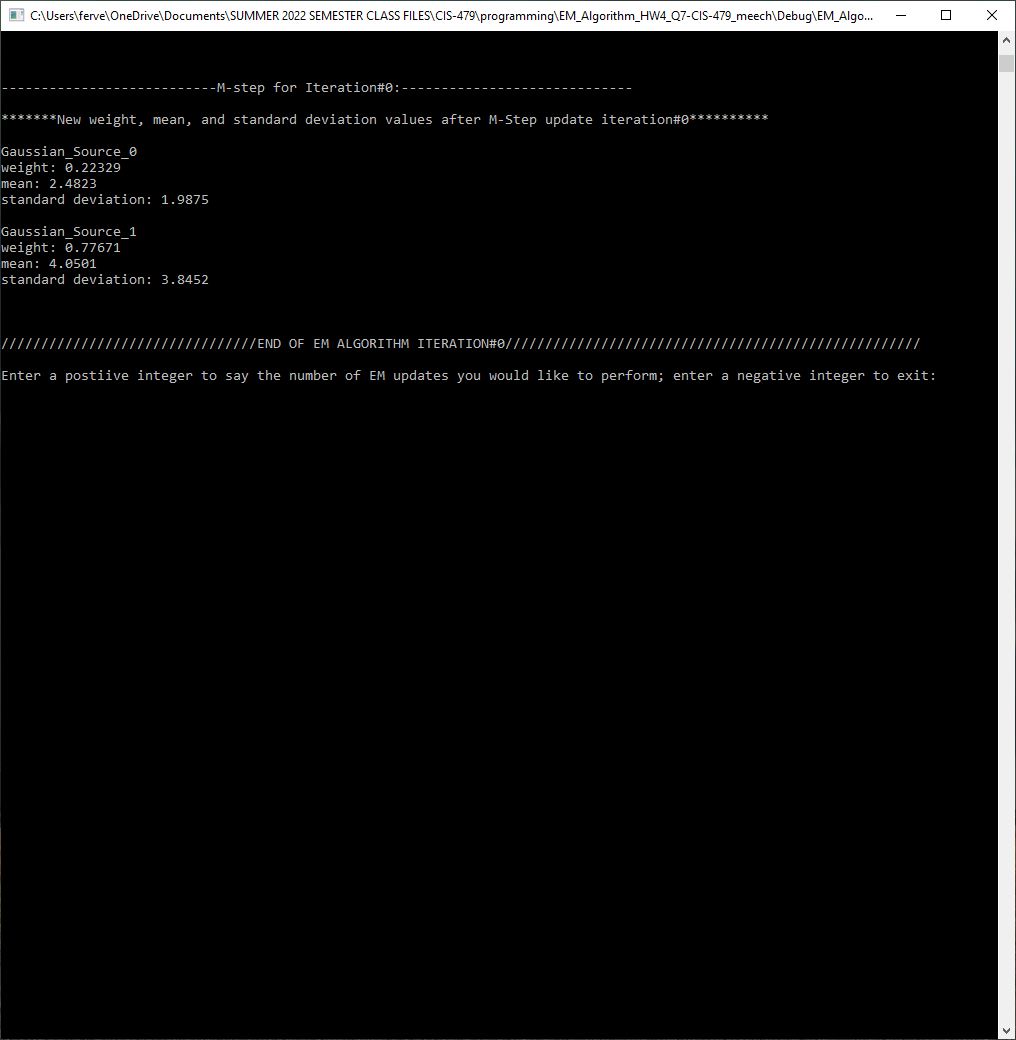 C:\Users\ferve\OneDrive\Documents\SUMMER 2022 SEMESTER CLASS FILES\CIS-479\programming\EM_Algorithm_HW4_Q7-CIS-479_meech\Debug\EM_Algo...
---------------------------M-step for Iteration#0:-----------------------------
*******New weight, mean, and standard deviation values after M-Step update iteration#0**********
Gaussian_Source_0
weight: 0.22329
mean: 2.4823
standard deviation: 1.9875
Gaussian_Source_1
weight: 0.77671
mean: 4.0501
standard deviation: 3.8452
////////////////////////////////END OF EM ALGORITHM ITERATION#0////////////////////////////////////////////////////
Enter a postiive integer to say the number of EM updates you would like to perform; enter a negative integer to exit: